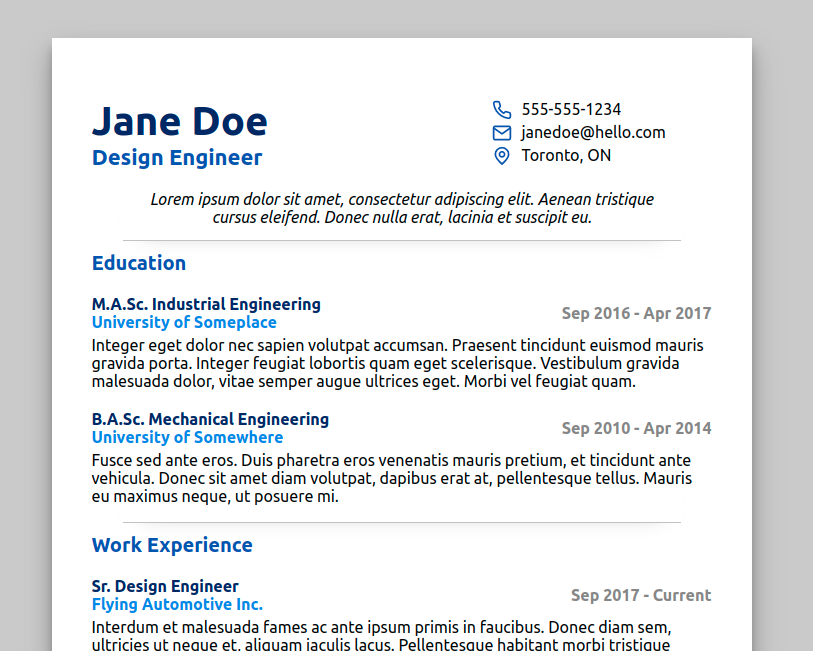 Jane Doe
Design Engineer
555-555-1234
janedoe@hello.com
Toronto, ON
Lorem ipsum dolor sit amet, consectetur adipiscing elit. Aenean tristique
cursus eleifend. Donec nulla erat, lacinia et suscipit eu.
Education
M.A.Sc. Industrial Engineering
University of Someplace
Sep 2016 - Apr 2017
Integer eget dolor nec sapien volutpat accumsan. Praesent tincidunt euismod mauris
gravida porta. Integer feugiat lobortis quam eget scelerisque. Vestibulum gravida
malesuada dolor, vitae semper augue ultrices eget. Morbi vel feugiat quam.
B.A.Sc. Mechanical Engineering
University of Somewhere
Sep 2010 - Apr 2014
Fusce sed ante eros. Duis pharetra eros venenatis mauris pretium, et tincidunt ante
vehicula. Donec sit amet diam volutpat, dapibus erat at, pellentesque tellus. Mauris
eu maximus neque, ut posuere mi.
Work Experience
Sr. Design Engineer
Flying Automotive Inc.
Sep 2017 - Current
Interdum et malesuada fames ac ante ipsum primis in faucibus. Donec diam sem,
ultricies ut neque et, aliquam iaculis lacus. Pellentesque habitant morbi tristique